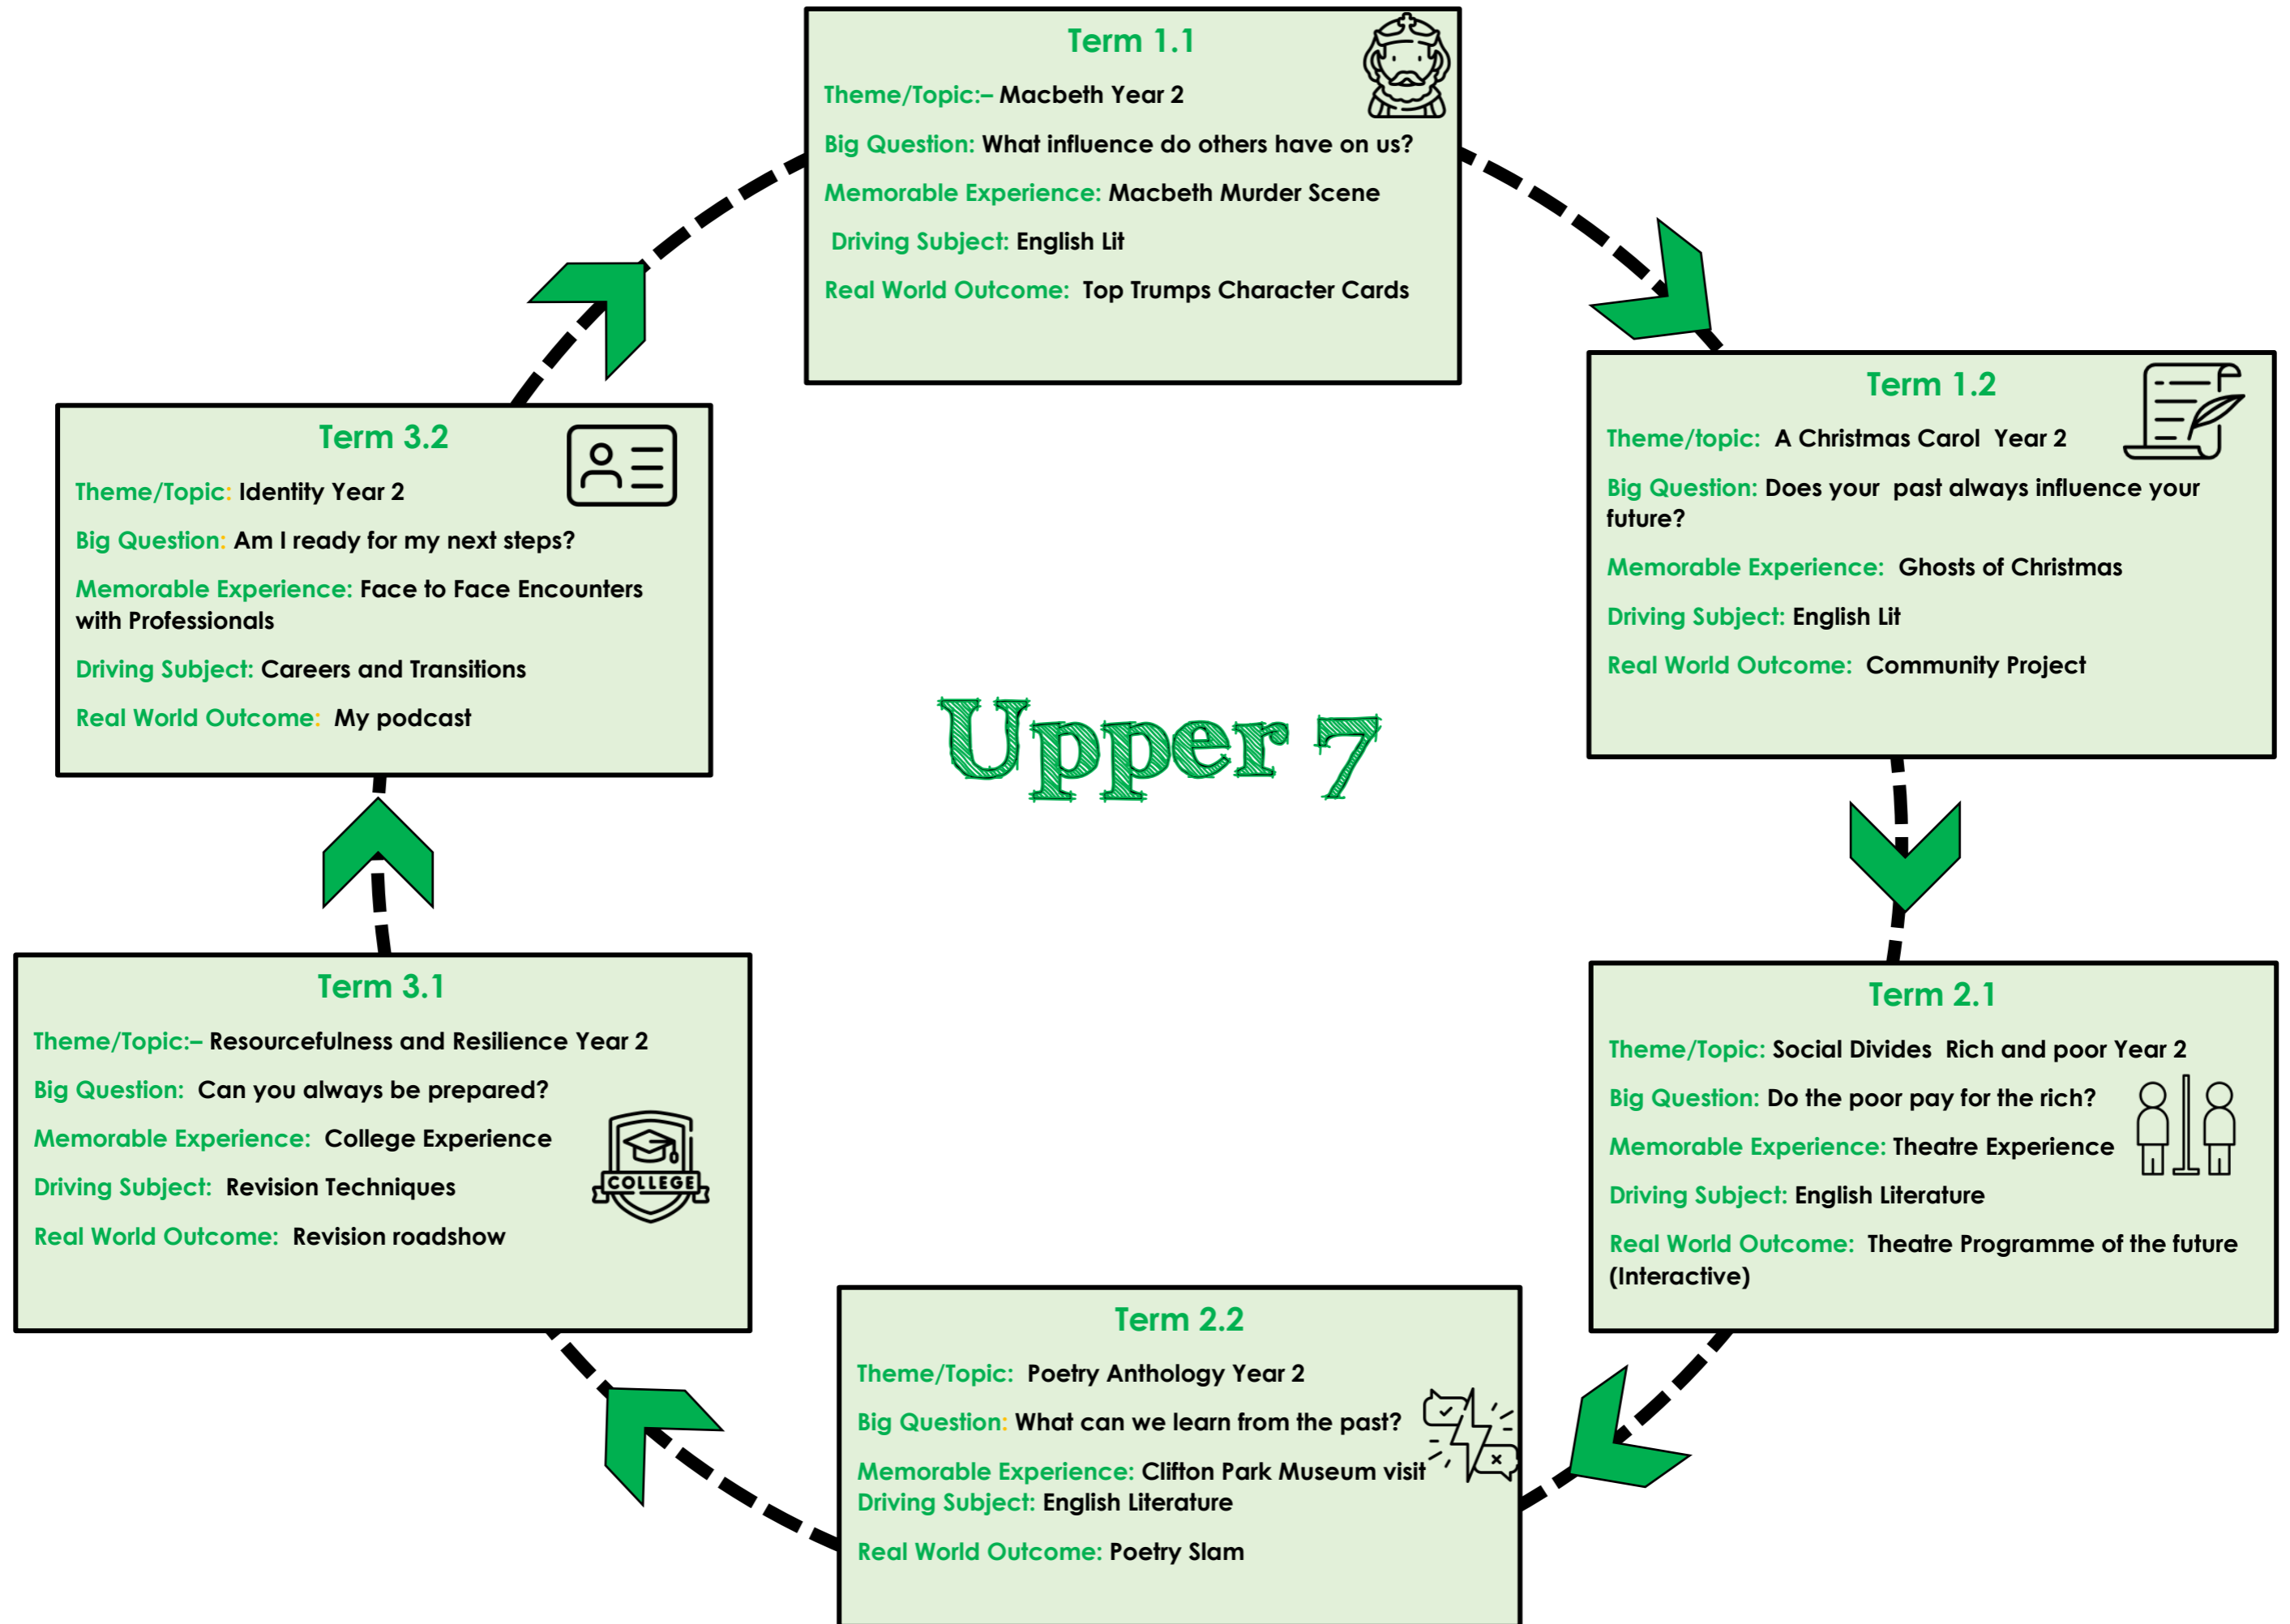 Term 1.1
Theme/Topic:– Macbeth Year 2
Big Question: What influence do others have on us?
Memorable Experience: Macbeth Murder Scene
Driving Subject: English Lit
Real World Outcome: Top Trumps Character Cards
Term 1.2
Theme/topic: A Christmas Carol Year 2
Big Question: Does your past always influence your
future?
Memorable Experience: Ghosts of Christmas
Driving Subject: English Lit
Real World Outcome: Community Project
Term 2.1
Theme/Topic: Social Divides Rich and poor Year 2
Big Question: Do the poor pay for the rich?
Memorable Experience: Theatre Experience
Driving Subject: English Literature
Real World Outcome: Theatre Programme of the future
(Interactive)
Term 2.2
Theme/Topic: Poetry Anthology Year 2
Big Question: What can we learn from the past?
Memorable Experience: Clifton Park Museum visit
Driving Subject: English Literature
Real World Outcome: Poetry Slam
Term 3.1
Theme/Topic:– Resourcefulness and Resilience Year 2
Big Question: Can you always be prepared?
Memorable Experience: College Experience
Driving Subject: Revision Techniques
Real World Outcome: Revision roadshow
COLLEGE
Term 3.2
Theme/Topic: Identity Year 2
Big Question: Am I ready for my next steps?
Memorable Experience: Face to Face Encounters
with Professionals
Driving Subject: Careers and Transitions
Real World Outcome: My podcast
Upper 7